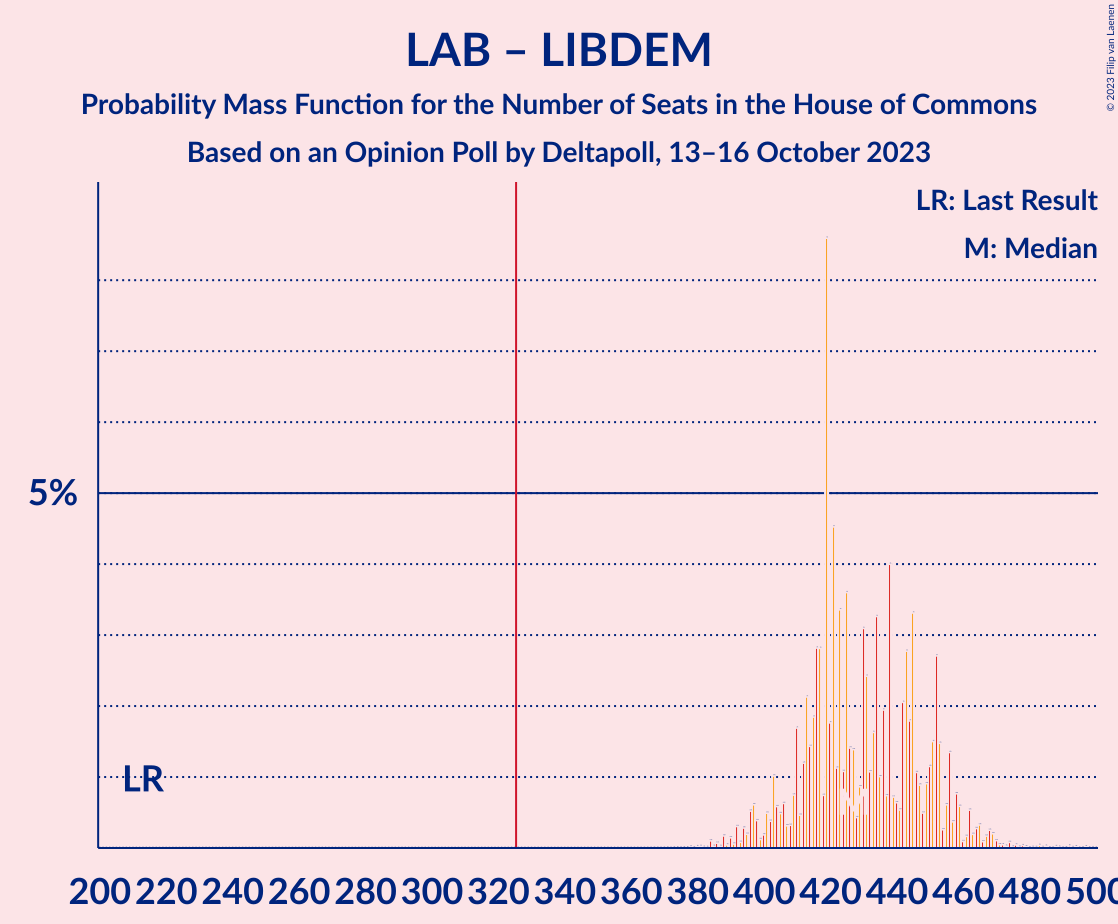 LAB – LIBDEM
Probability Mass Function for the Number of Seats in the House of Commons
Based on an Opinion Poll by Deltapoll, 13–16 October 2023
© 2023 Filip van Laenen
LR: Last Result
M: Median
5%
LR
200 220 240 260 280 300 320 340 360 380 400 420 440 460 480 500